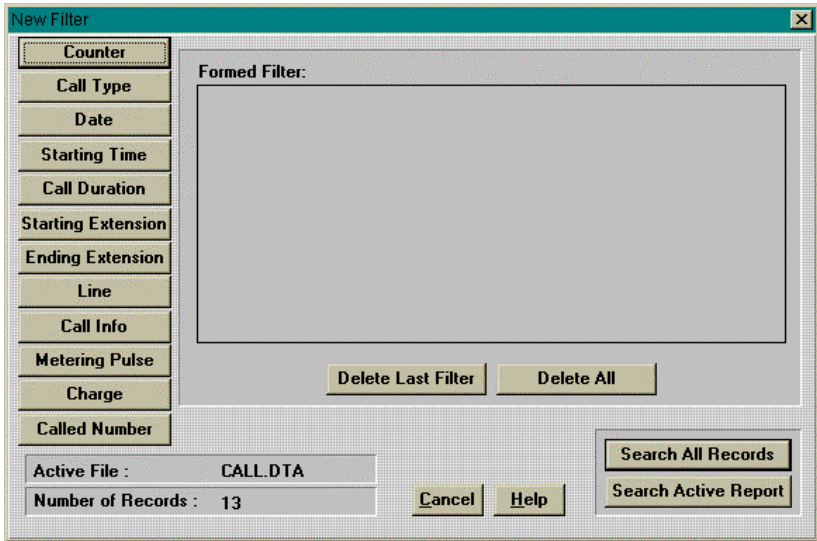 New Filter
Counter
Call Type
Date
Starting Time
Call Duration
Starting Extension
Ending Extension
Line
Call Info
Metering Pulse
Charge
Called Number
Formed Filter:
Delete Last Filter Delete All
Active File : CALL.DTA
Number of Records : 13
Cancel Help
Search All Records
Search Active Report